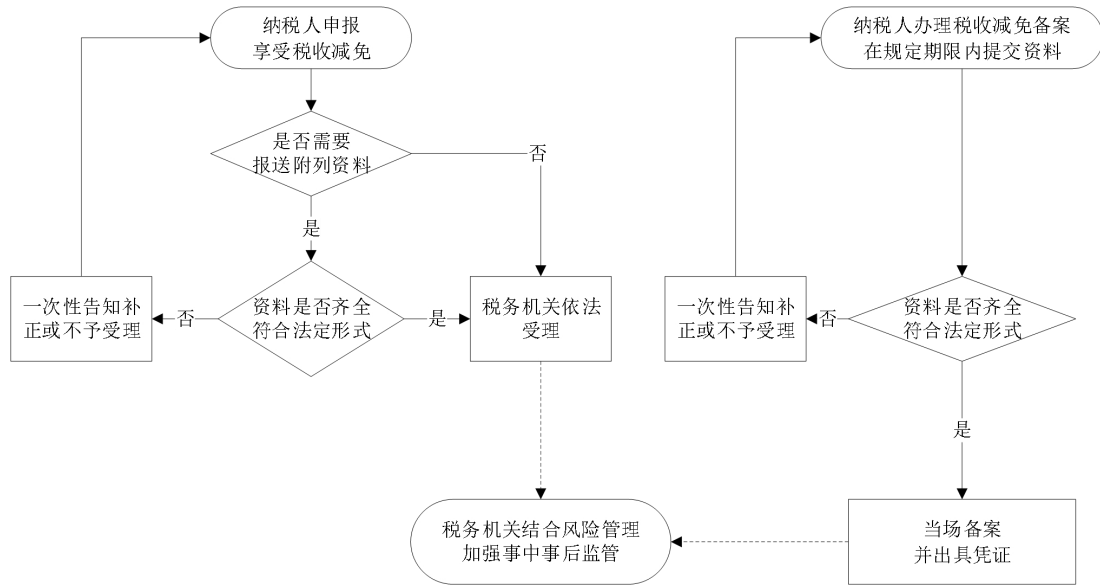 纳税人申报
享受税收减免
是否需要
报送附列资料
否
是
一次性告知补
正或不予受理
否
资料是否齐全
符合法定形式
是
税务机关依法
受理
税务机关结合风险管理
加强事中事后监管
纳税人办理税收减免备案
在规定期限内提交资料
一次性告知补
正或不予受理
否
资料是否齐全
符合法定形式
是
当场备案
并出具凭证